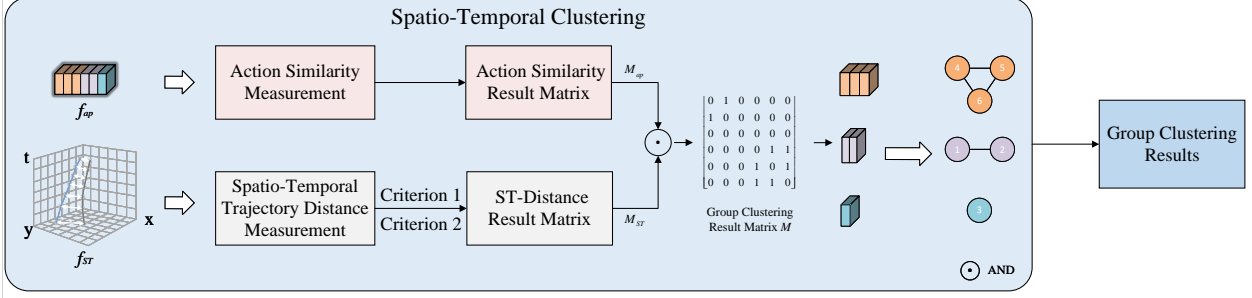 Spatio-Temporal Clustering
f_ap
Action Similarity
Measurement
Action Similarity
Result Matrix
M_ap
t
y
x
f_ST
Spatio-Temporal
Trajectory Distance
Measurement
Criterion 1
Criterion 2
ST-Distance
Result Matrix
M_ST
0 1 0 0 0 0
1 0 0 0 0 0
0 0 0 0 0 0
0 0 0 0 1 1
0 0 0 1 0 1
0 0 0 1 1 0
Group Clustering
Result Matrix M
4 5
6
1 2
3
AND
Group Clustering
Results